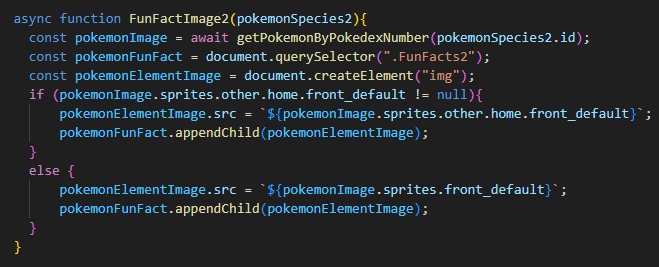 async function FunFactImage2(pokemonSpecies2){
  const pokemonImage = await getPokemonByPokedexNumber(pokemonSpecies2.id);
  const pokemonFunFact = document.querySelector(".FunFacts2");
  const pokemonElementImage = document.createElement("img");
  if (pokemonImage.sprites.other.home.front_default != null){
      pokemonElementImage.src = `${pokemonImage.sprites.other.home.front_default}`;
      pokemonFunFact.appendChild(pokemonElementImage);
  }
  else {
      pokemonElementImage.src = `${pokemonImage.sprites.front_default}`;
      pokemonFunFact.appendChild(pokemonElementImage);
  }
}